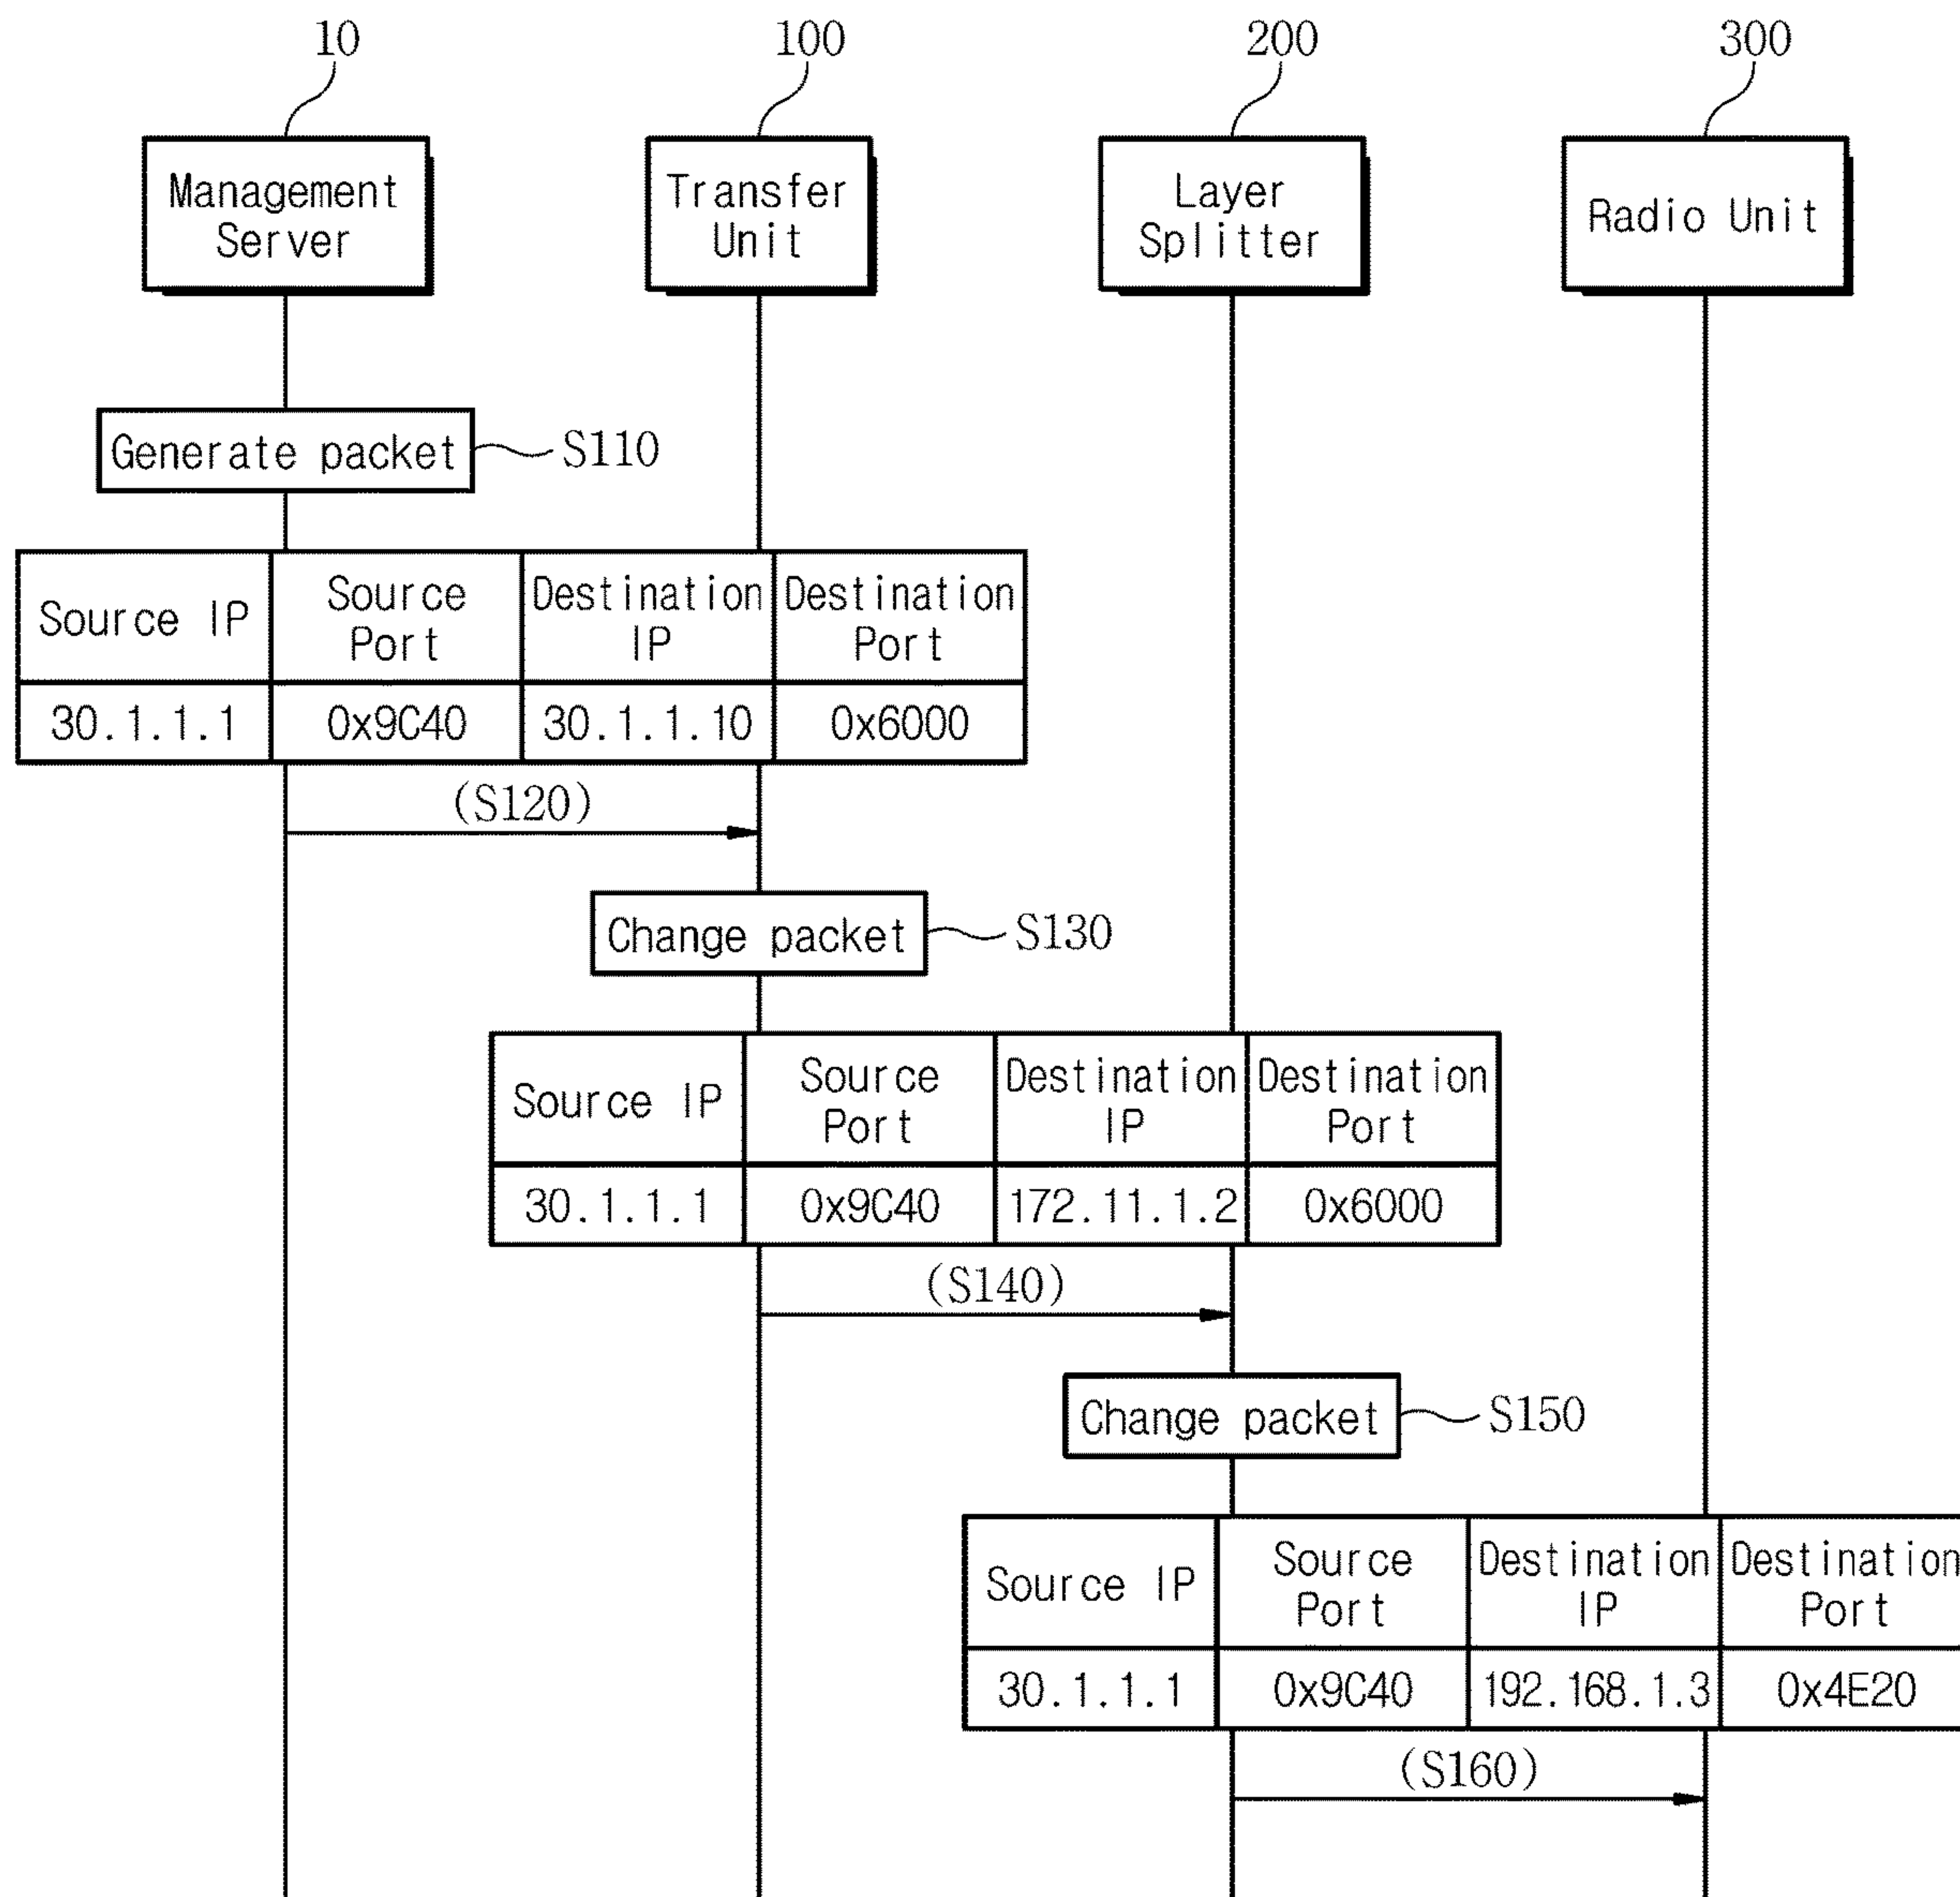 10 100 200 300
Management Server
Transfer Unit
Layer Splitter
Radio Unit
Generate packet S110
Source IP Source Port Destination IP Destination Port
30.1.1.1 0x9C40 30.1.1.10 0x6000
(S120)
Change packet S130
Source IP Source Port Destination IP Destination Port
30.1.1.1 0x9C40 172.11.1.2 0x6000
(S140)
Change packet S150
Source IP Source Port Destination IP Destination Port
30.1.1.1 0x9C40 192.168.1.3 0x4E20
(S160)